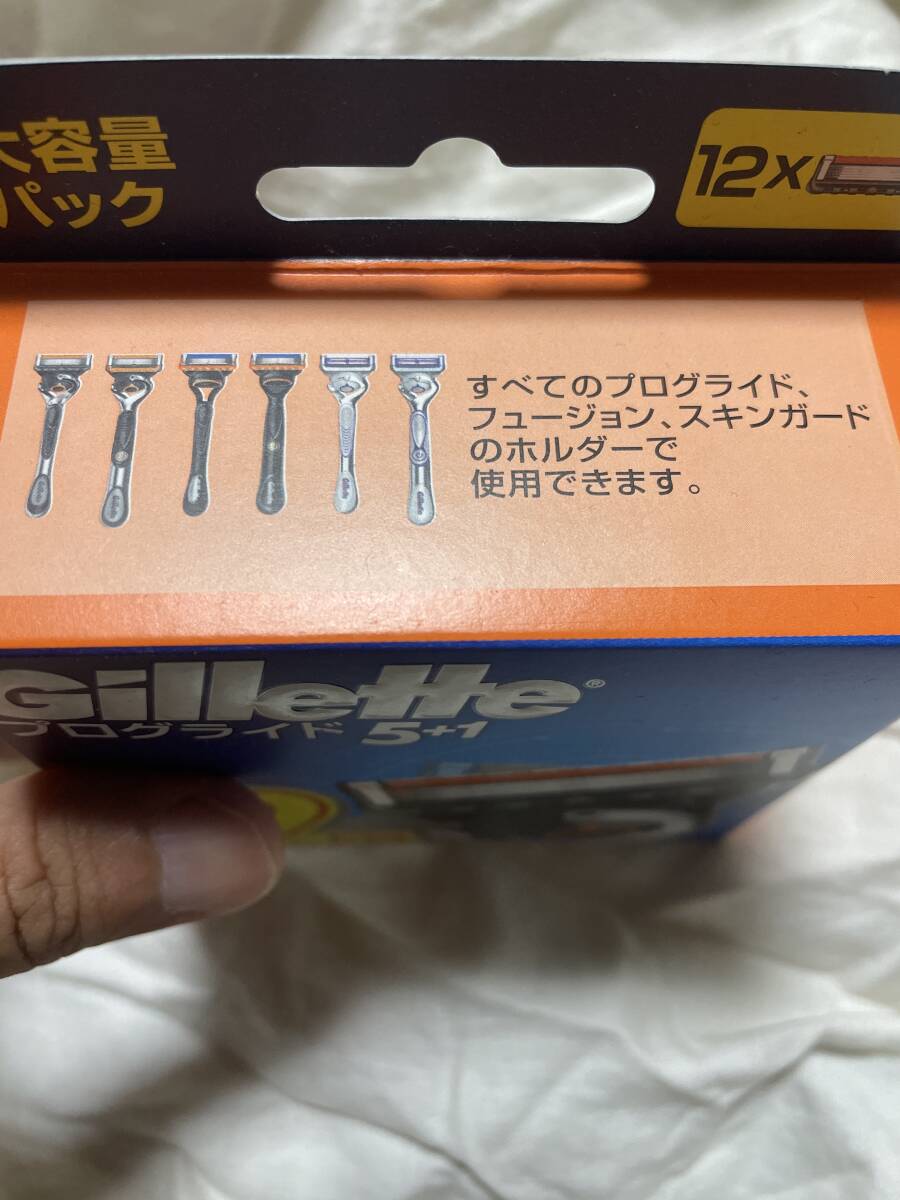 大容量
パック
12x
すべてのプログライド、
フュージョン、スキンガード
のホルダーで
使用できます。
Gillette®
プログライド 5+1